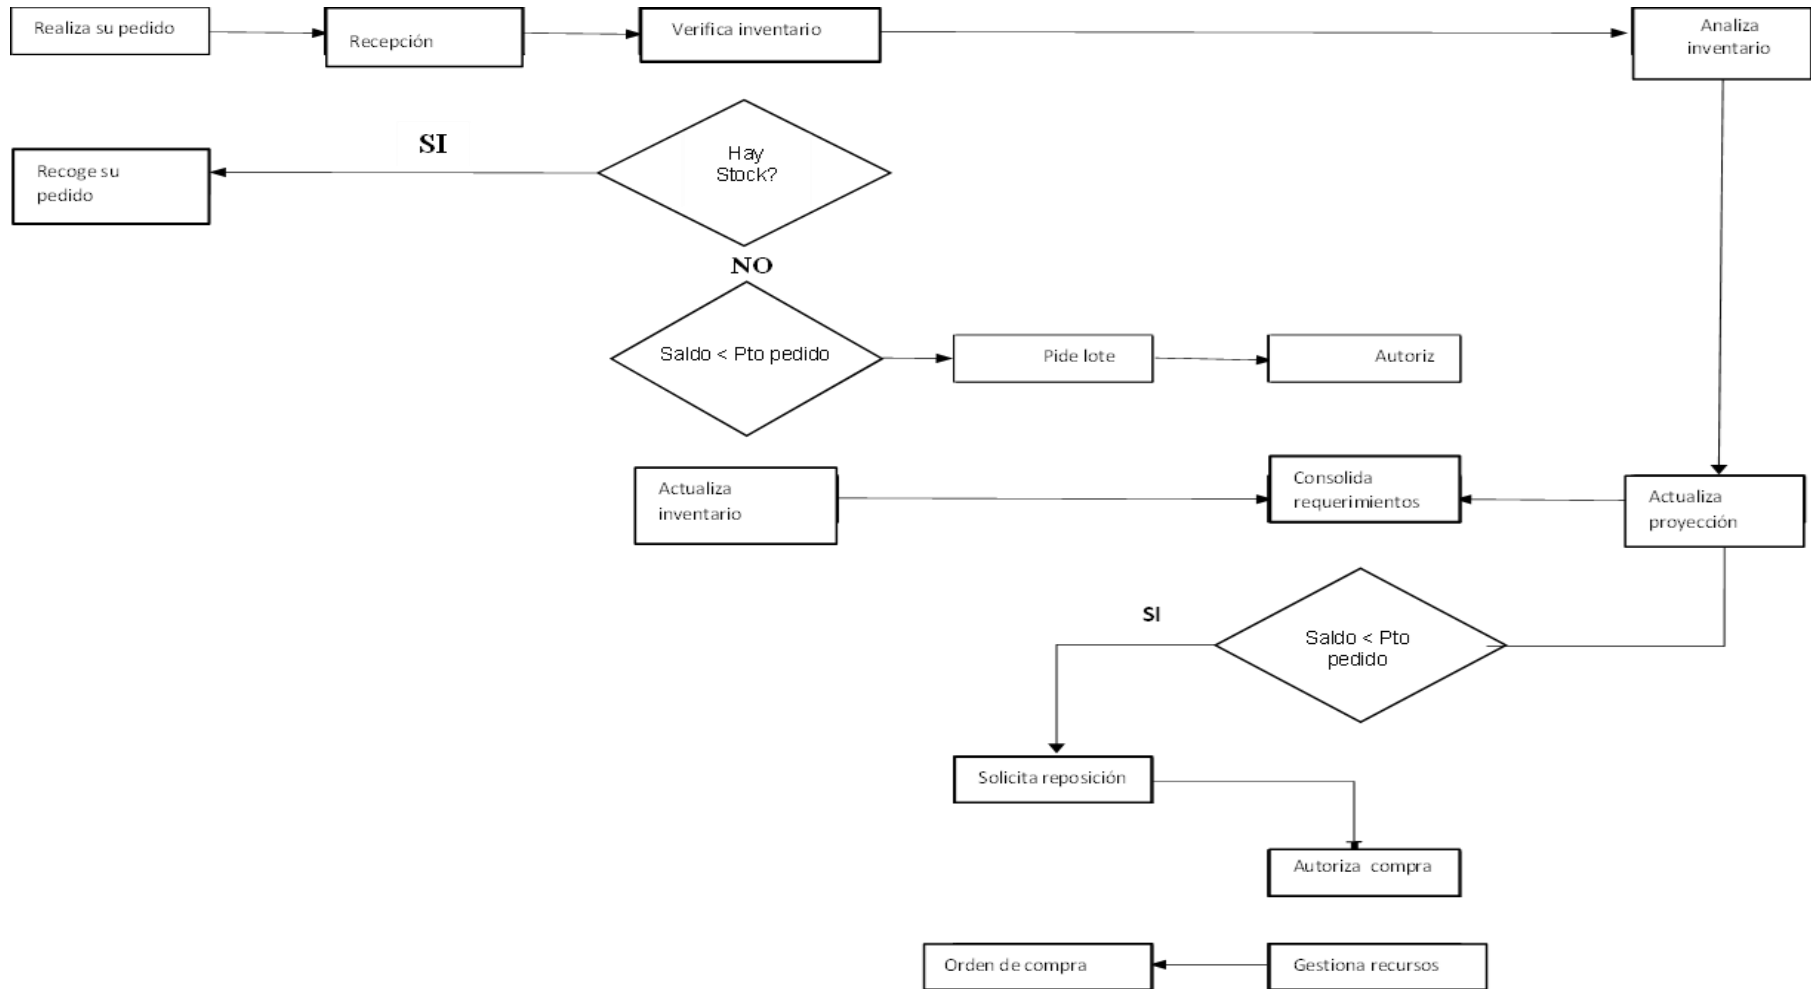 Realiza su pedido
Recepción
Verifica inventario
Analiza
inventario
SI
Hay
Stock?
Recoge su
pedido
NO
Saldo < Pto pedido
Pide lote
Autoriz
Actualiza
inventario
Consolida
requerimientos
Actualiza
proyección
SI
Saldo < Pto
pedido
Solicita reposición
Autoriza compra
Orden de compra
Gestiona recursos